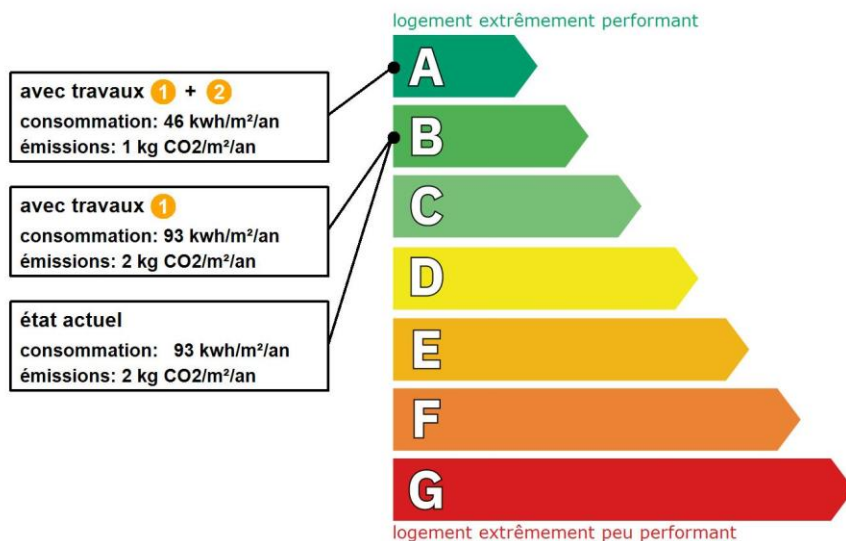 logement extrêmement performant
avec travaux 1 + 2
consommation: 46 kwh/m²/an
émissions: 1 kg CO2/m²/an
avec travaux 1
consommation: 93 kwh/m²/an
émissions: 2 kg CO2/m²/an
état actuel
consommation: 93 kwh/m²/an
émissions: 2 kg CO2/m²/an
A
B
C
D
E
F
G
logement extrêmement peu performant